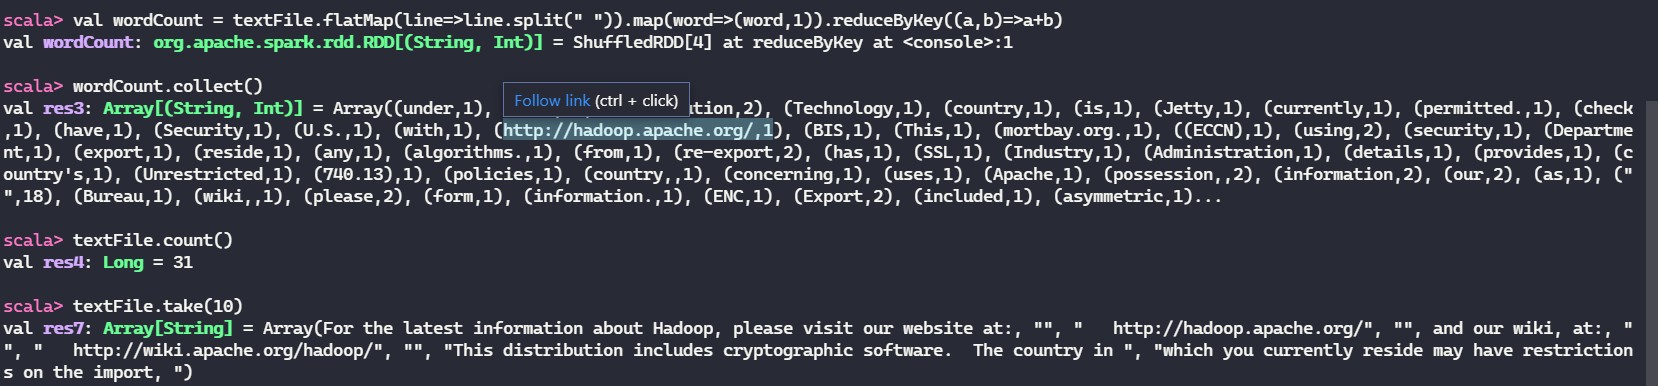 scala> val wordCount = textFile.flatMap(line=>line.split(" ")).map(word=>(word,1)).reduceByKey((a,b)=>a+b)
val wordCount: org.apache.spark.rdd.RDD[(String, Int)] = ShuffledRDD[4] at reduceByKey at <console>:1
scala> wordCount.collect()
Follow link (ctrl + click)
val res3: Array[(String, Int)] = Array((under,1), ution,2), (Technology,1), (country,1), (is,1), (Jetty,1), (currently,1), (permitted.,1), (check
,1), (have,1), (Security,1), (U.S.,1), (with,1), (http://hadoop.apache.org/,1), (BIS,1), (This,1), (mortbay.org.,1), ((ECCN),1), (using,2), (security,1), (Departme
nt,1), (export,1), (reside,1), (any,1), (algorithms.,1), (from,1), (re-export,2), (has,1), (SSL,1), (Industry,1), (Administration,1), (details,1), (provides,1), (c
ountry's,1), (Unrestricted,1), (740.13),1), (policies,1), (country,,1), (concerning,1), (uses,1), (Apache,1), (possession,,2), (information,2), (our,2), (as,1), ("
",18), (Bureau,1), (wiki,,1), (please,2), (form,1), (information.,1), (ENC,1), (Export,2), (included,1), (asymmetric,1)...
scala> textFile.count()
val res4: Long = 31
scala> textFile.take(10)
val res7: Array[String] = Array(For the latest information about Hadoop, please visit our website at:, "", "   http://hadoop.apache.org/", "", and our wiki, at:, "
", "   http://wiki.apache.org/hadoop/", "", "This distribution includes cryptographic software.  The country in ", "which you currently reside may have restriction
s on the import, ")